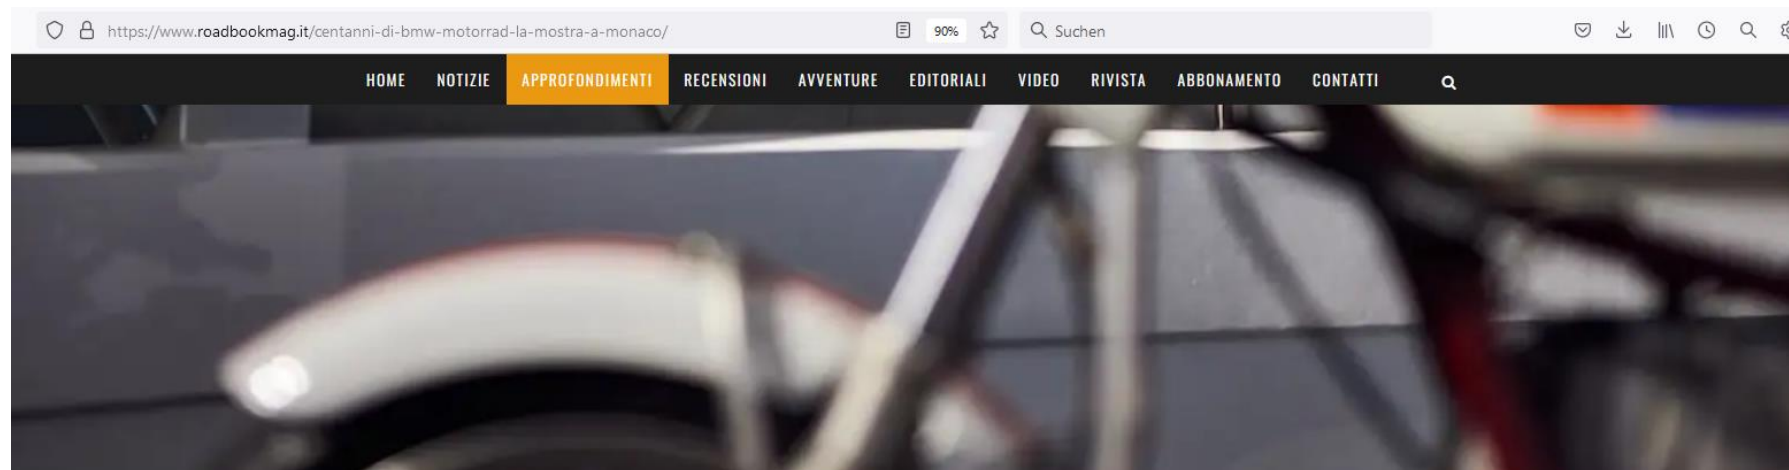 https://www.roadbookmag.it/centanni-di-bmw-motorrad-la-mostra-a-monaco/ 90% Suchen
HOME NOTIZIE APPROFONDIMENTI RECENSIONI AVVENTURE EDITORIALI VIDEO RIVISTA ABBONAMENTO CONTATTI